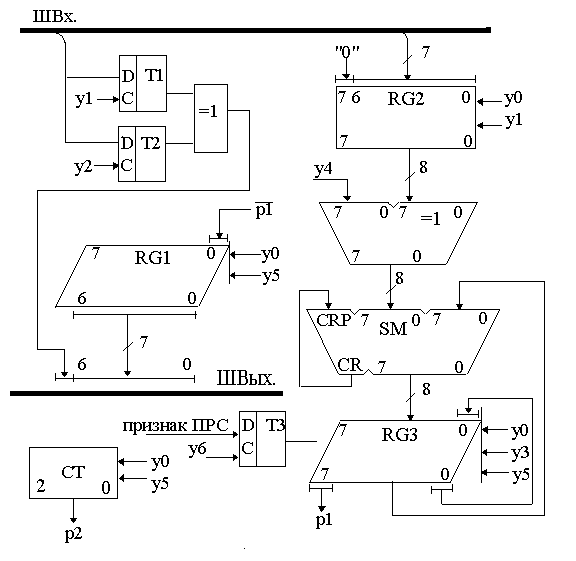 ШВх.
"0" 7
D T1
C
y1
=1
7 6 RG2 0
y0
y1
7 0
D T2
C
y2
8
y4
7 0 7 0
=1
7 0
p1
7 RG1 0
y0
y5
6 0
8
CRP 7 0 7 0
SM
CR 7 0
7
6 0
ШВых.
8
признак ПРС
D T3
C
y6
7 RG3 0
y0
y3
y5
7 0
p1
CT
2 0
y0
y5
p2